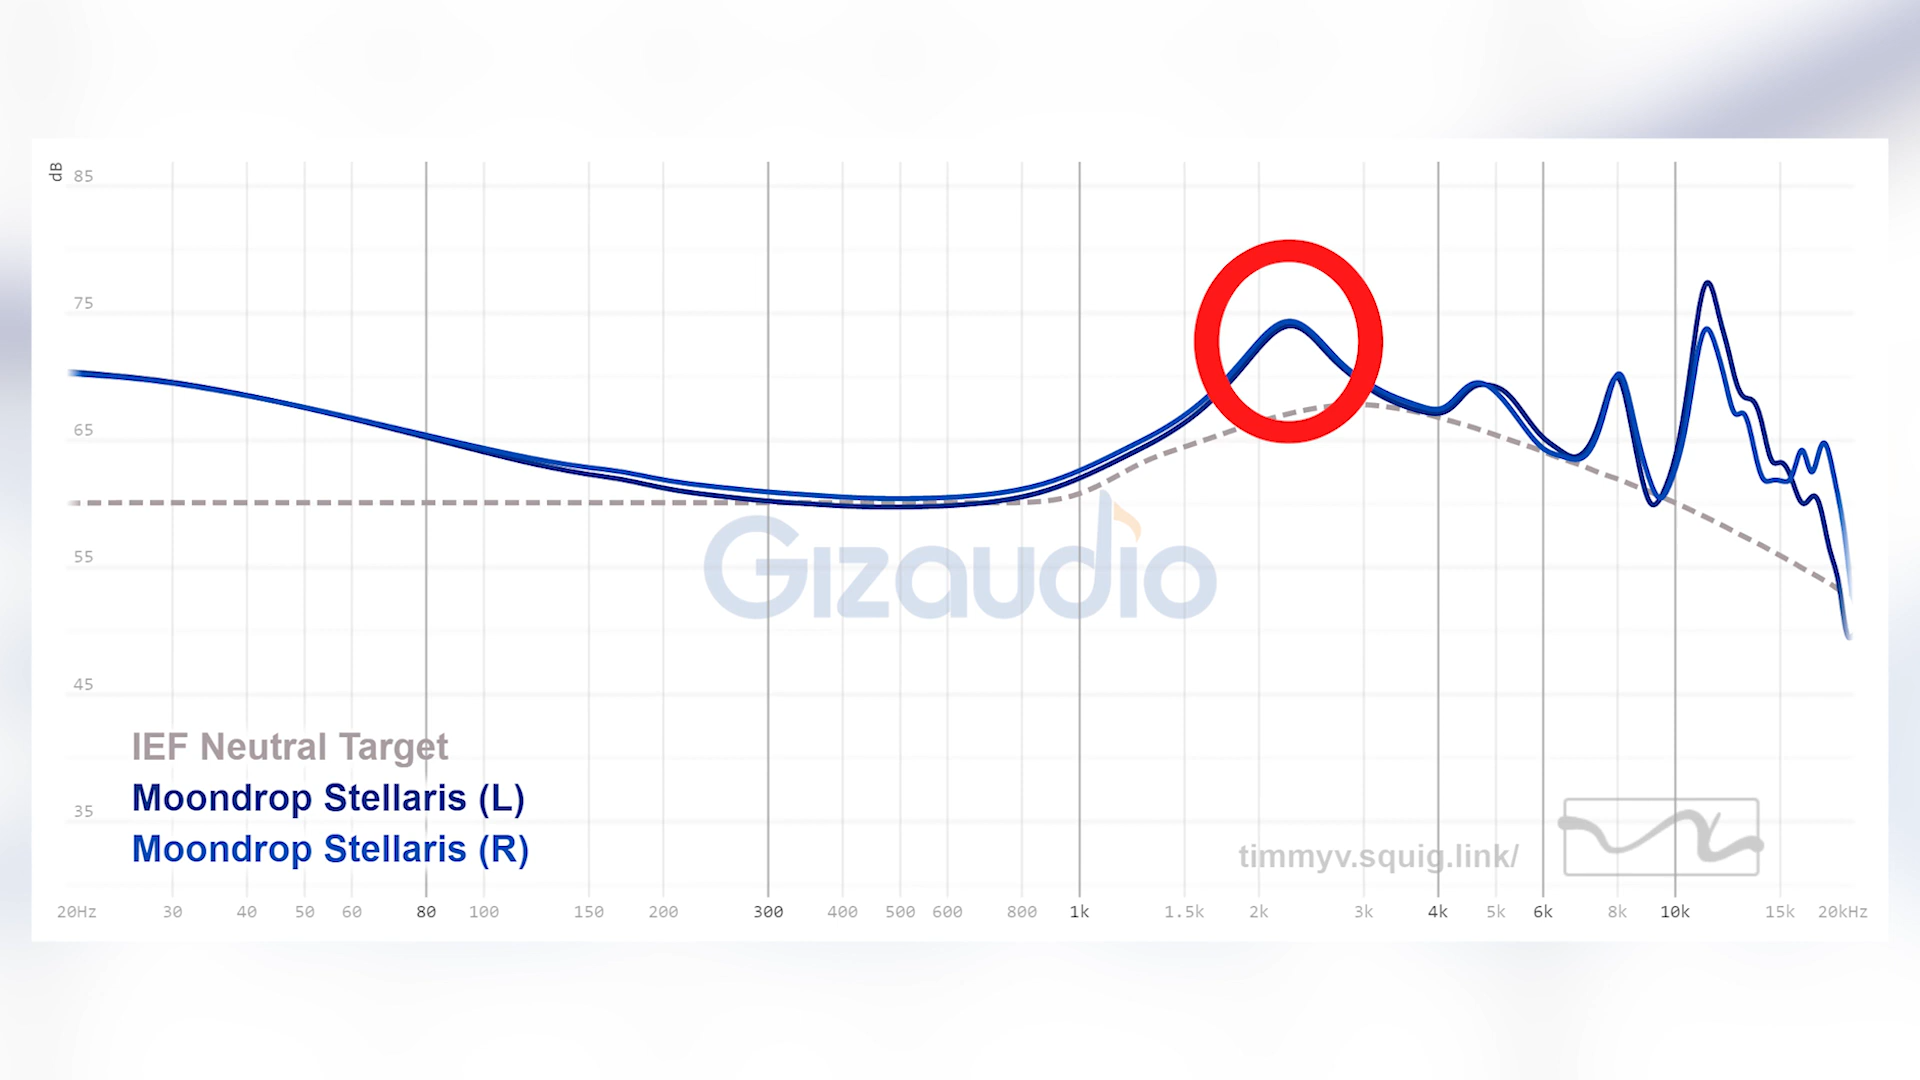 dB
85
75
65
55
45
35
Gizaudio
IEF Neutral Target
Moondrop Stellaris (L)
Moondrop Stellaris (R)
timmyv.squig.link/
20Hz 30 40 50 60 80 100 150 200 300 400 500 600 800 1k 1.5k 2k 3k 4k 5k 6k 8k 10k 15k 20kHz